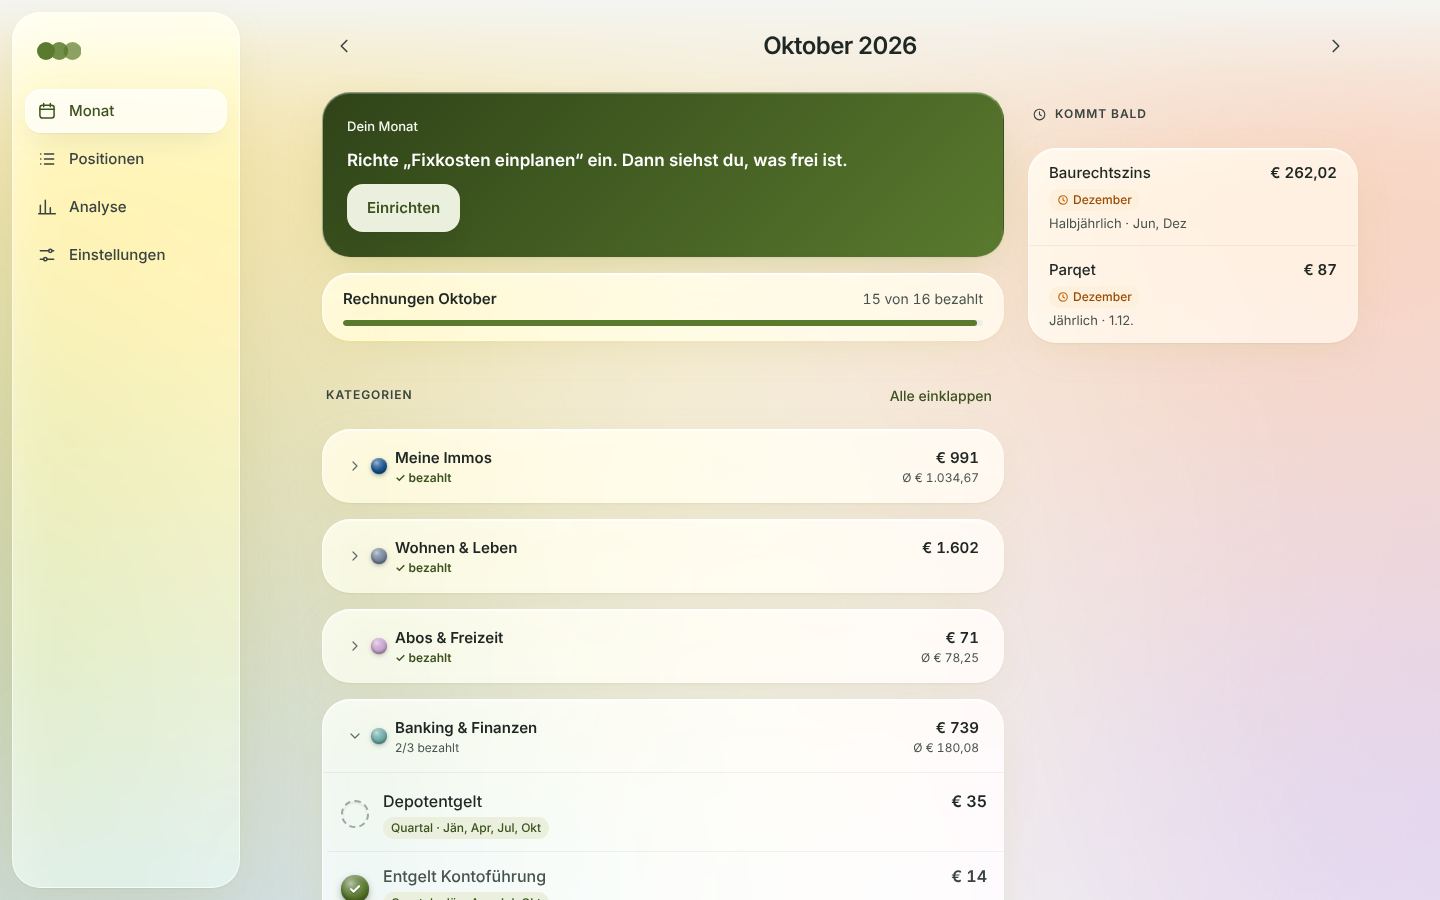 Monat
Positionen
Analyse
Einstellungen
Oktober 2026
Dein Monat
Richte „Fixkosten einplanen“ ein. Dann siehst du, was frei ist.
Einrichten
Rechnungen Oktober 15 von 16 bezahlt
KATEGORIEN Alle einklappen
Meine Immos € 991
✓ bezahlt Ø € 1.034,67
Wohnen & Leben € 1.602
✓ bezahlt
Abos & Freizeit € 71
✓ bezahlt Ø € 78,25
Banking & Finanzen € 739
2/3 bezahlt Ø € 180,08
Depotentgelt € 35
Quartal · Jän, Apr, Jul, Okt
Entgelt Kontoführung € 14
KOMMT BALD
Baurechtszins € 262,02
Dezember
Halbjährlich · Jun, Dez
Parqet € 87
Dezember
Jährlich · 1.12.